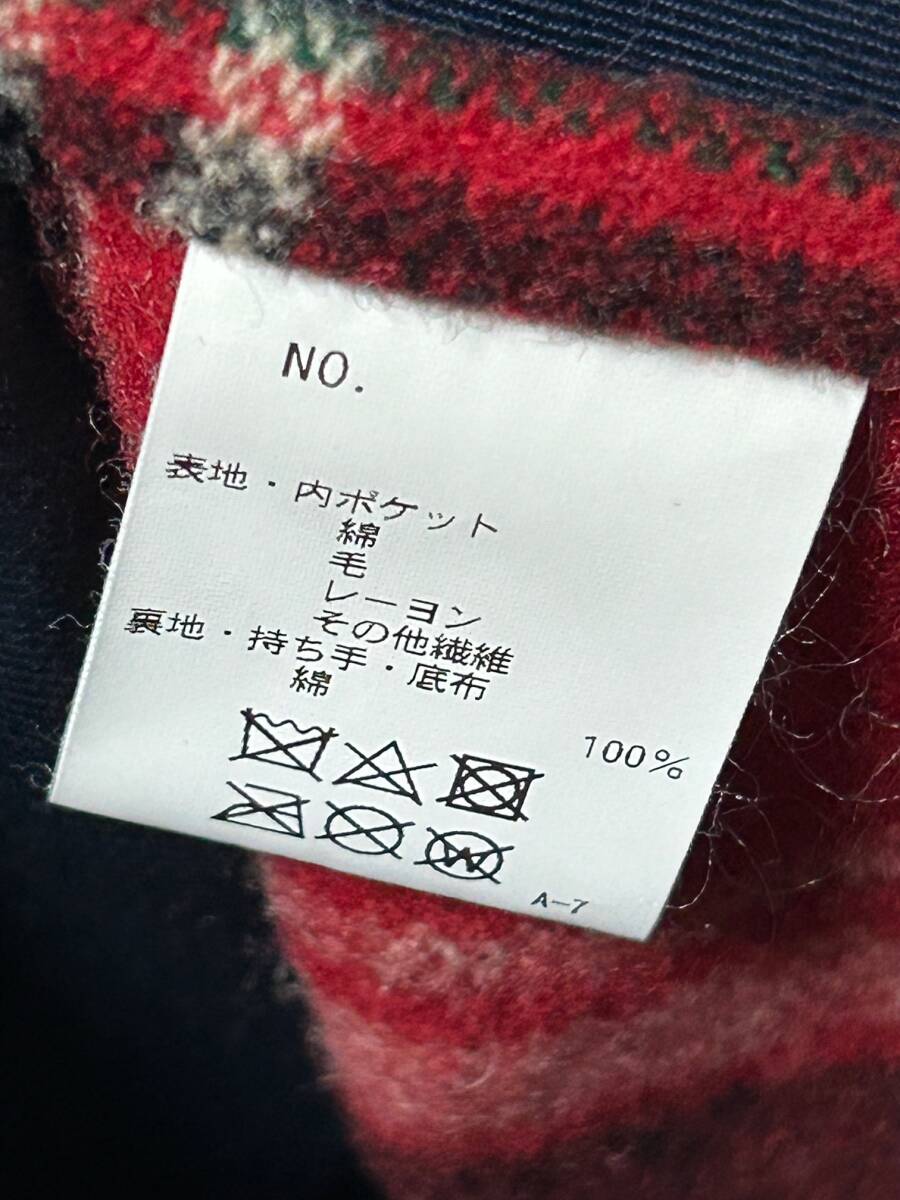 NO.
表地・内ポケット
綿
毛
レーヨン
その他繊維
裏地・持ち手・底布
綿 100%
A-7